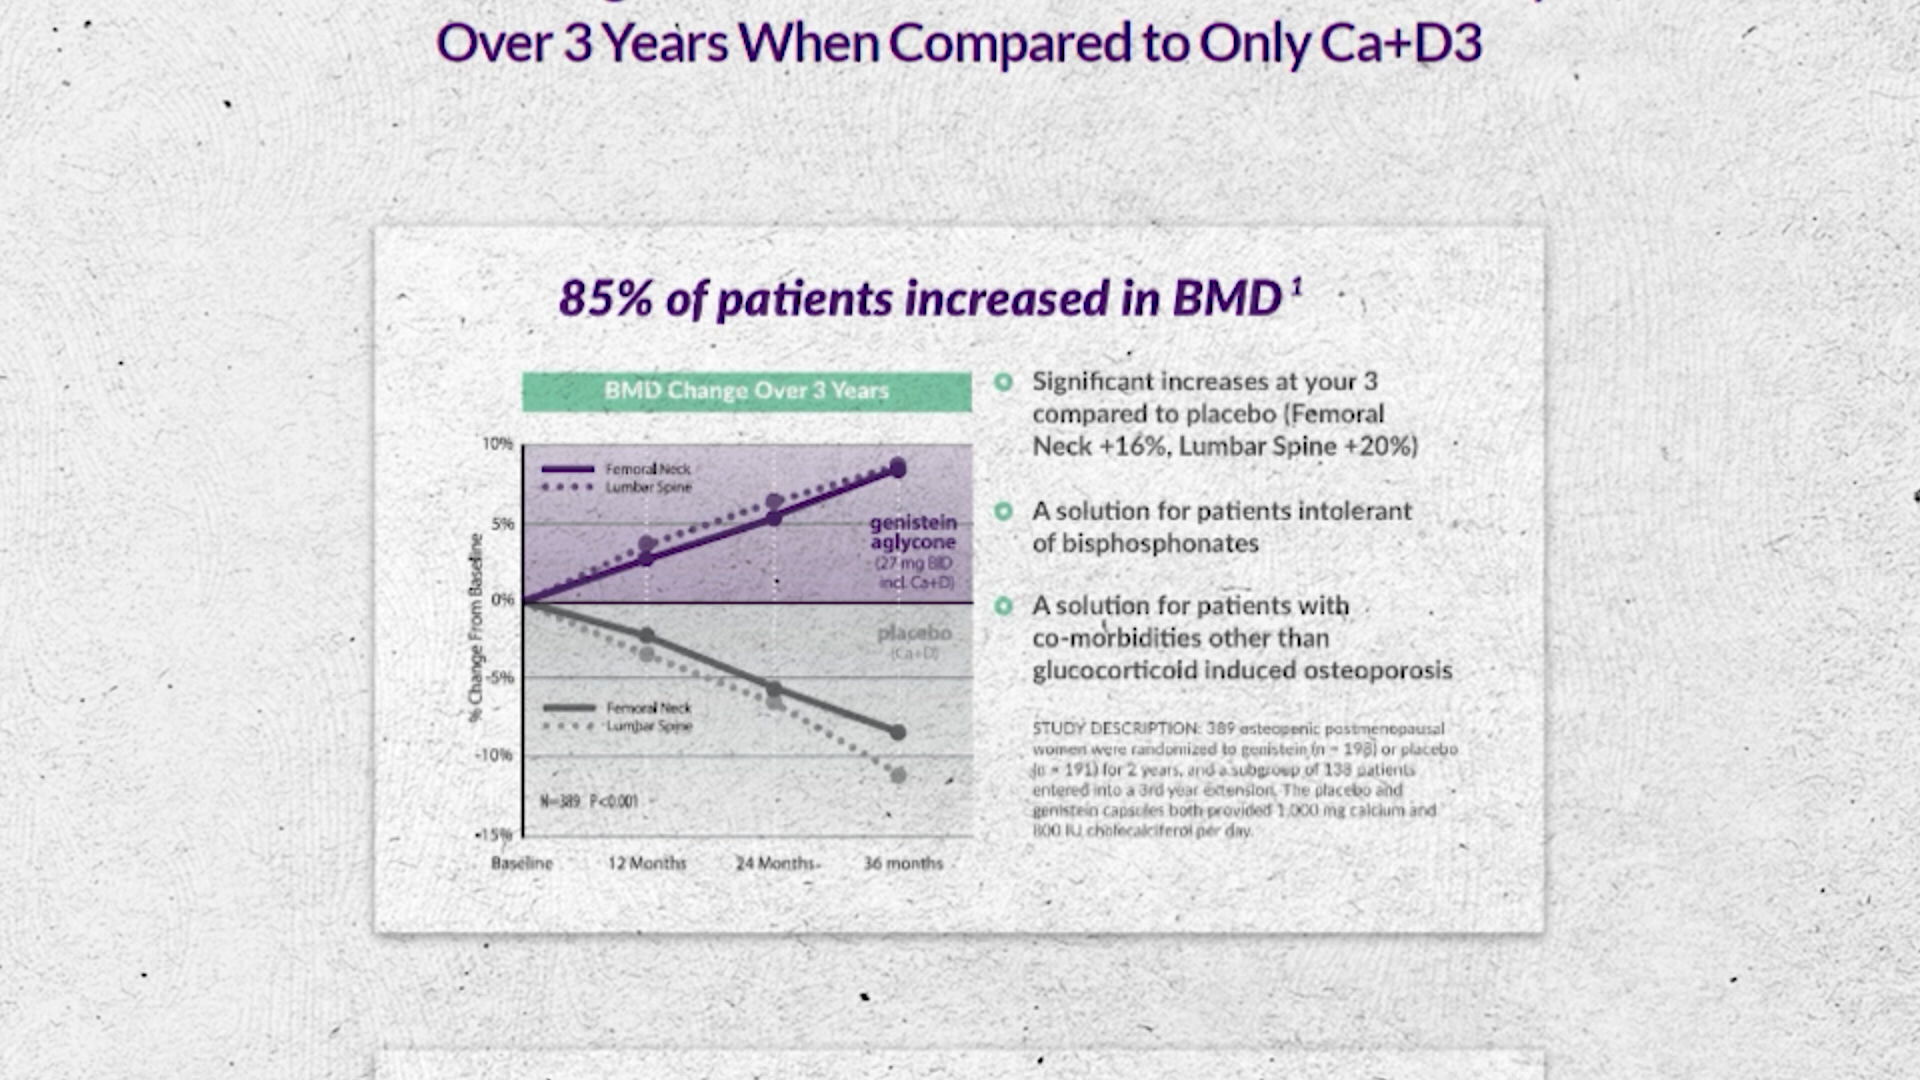 Over 3 Years When Compared to Only Ca+D3
85% of patients increased in BMD 1
BMD Change Over 3 Years
% Change From Baseline
10%
5%
0%
-5%
-10%
-15%
Femoral Neck
Lumbar Spine
genistein
aglycone
(27 mg BID
incl. Ca+D)
placebo
(Ca+D)
Femoral Neck
Lumbar Spine
N=389 P<0.001
Baseline 12 Months 24 Months 36 months
Significant increases at your 3
compared to placebo (Femoral
Neck +16%, Lumbar Spine +20%)
A solution for patients intolerant
of bisphosphonates
A solution for patients with
co-morbidities other than
glucocorticoid induced osteoporosis
STUDY DESCRIPTION: 389 osteopenic postmenopausal
women were randomized to genistein (n = 198) or placebo
(n = 191) for 2 years, and a subgroup of 138 patients
entered into a 3rd year extension. The placebo and
genistein capsules both provided 1,000 mg calcium and
800 IU cholecalciferol per day.